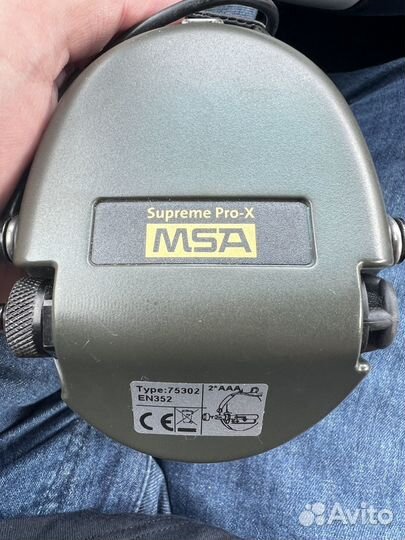 Supreme Pro-X
MSA
Type:75302
EN352
2*AAA
CE
Avito